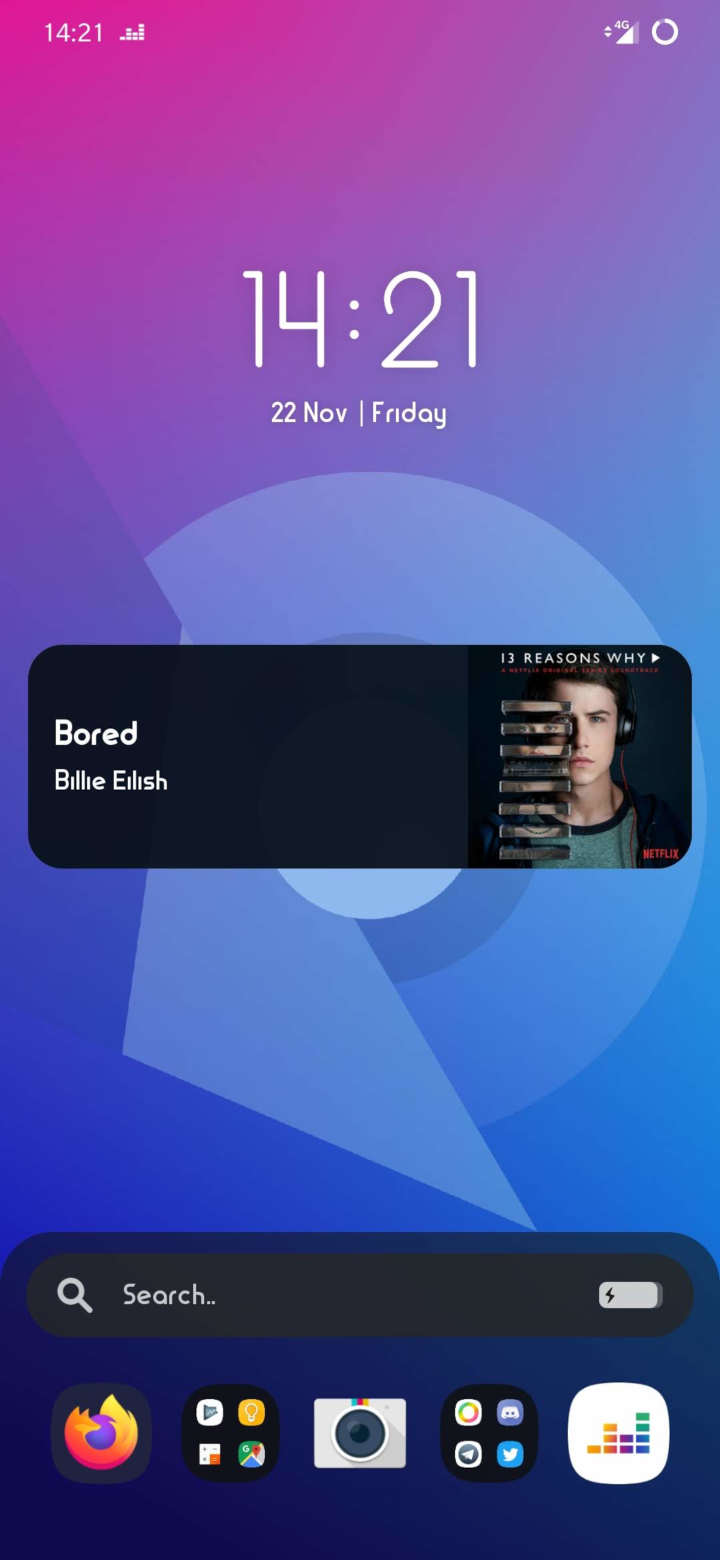 14:21
4G
14:21
22 Nov | Friday
13 REASONS WHY
A NETFLIX ORIGINAL SERIES SOUNDTRACK
Bored
Billie Eilish
NETFLIX
Search..